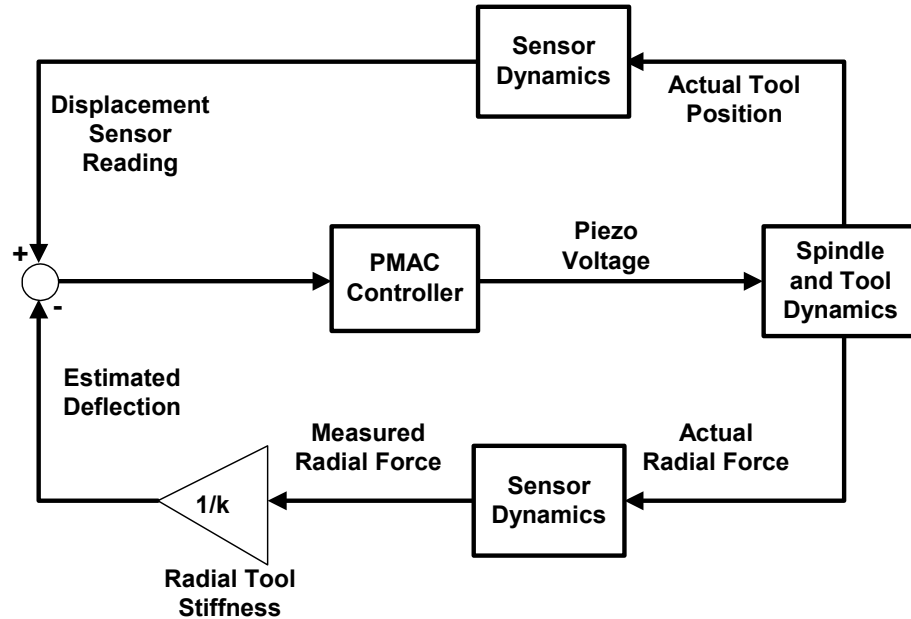 Sensor
Dynamics
Actual Tool
Position
Displacement
Sensor
Reading
+
-
PMAC
Controller
Piezo
Voltage
Spindle
and Tool
Dynamics
Estimated
Deflection
1/k
Radial Tool
Stiffness
Measured
Radial Force
Sensor
Dynamics
Actual
Radial Force